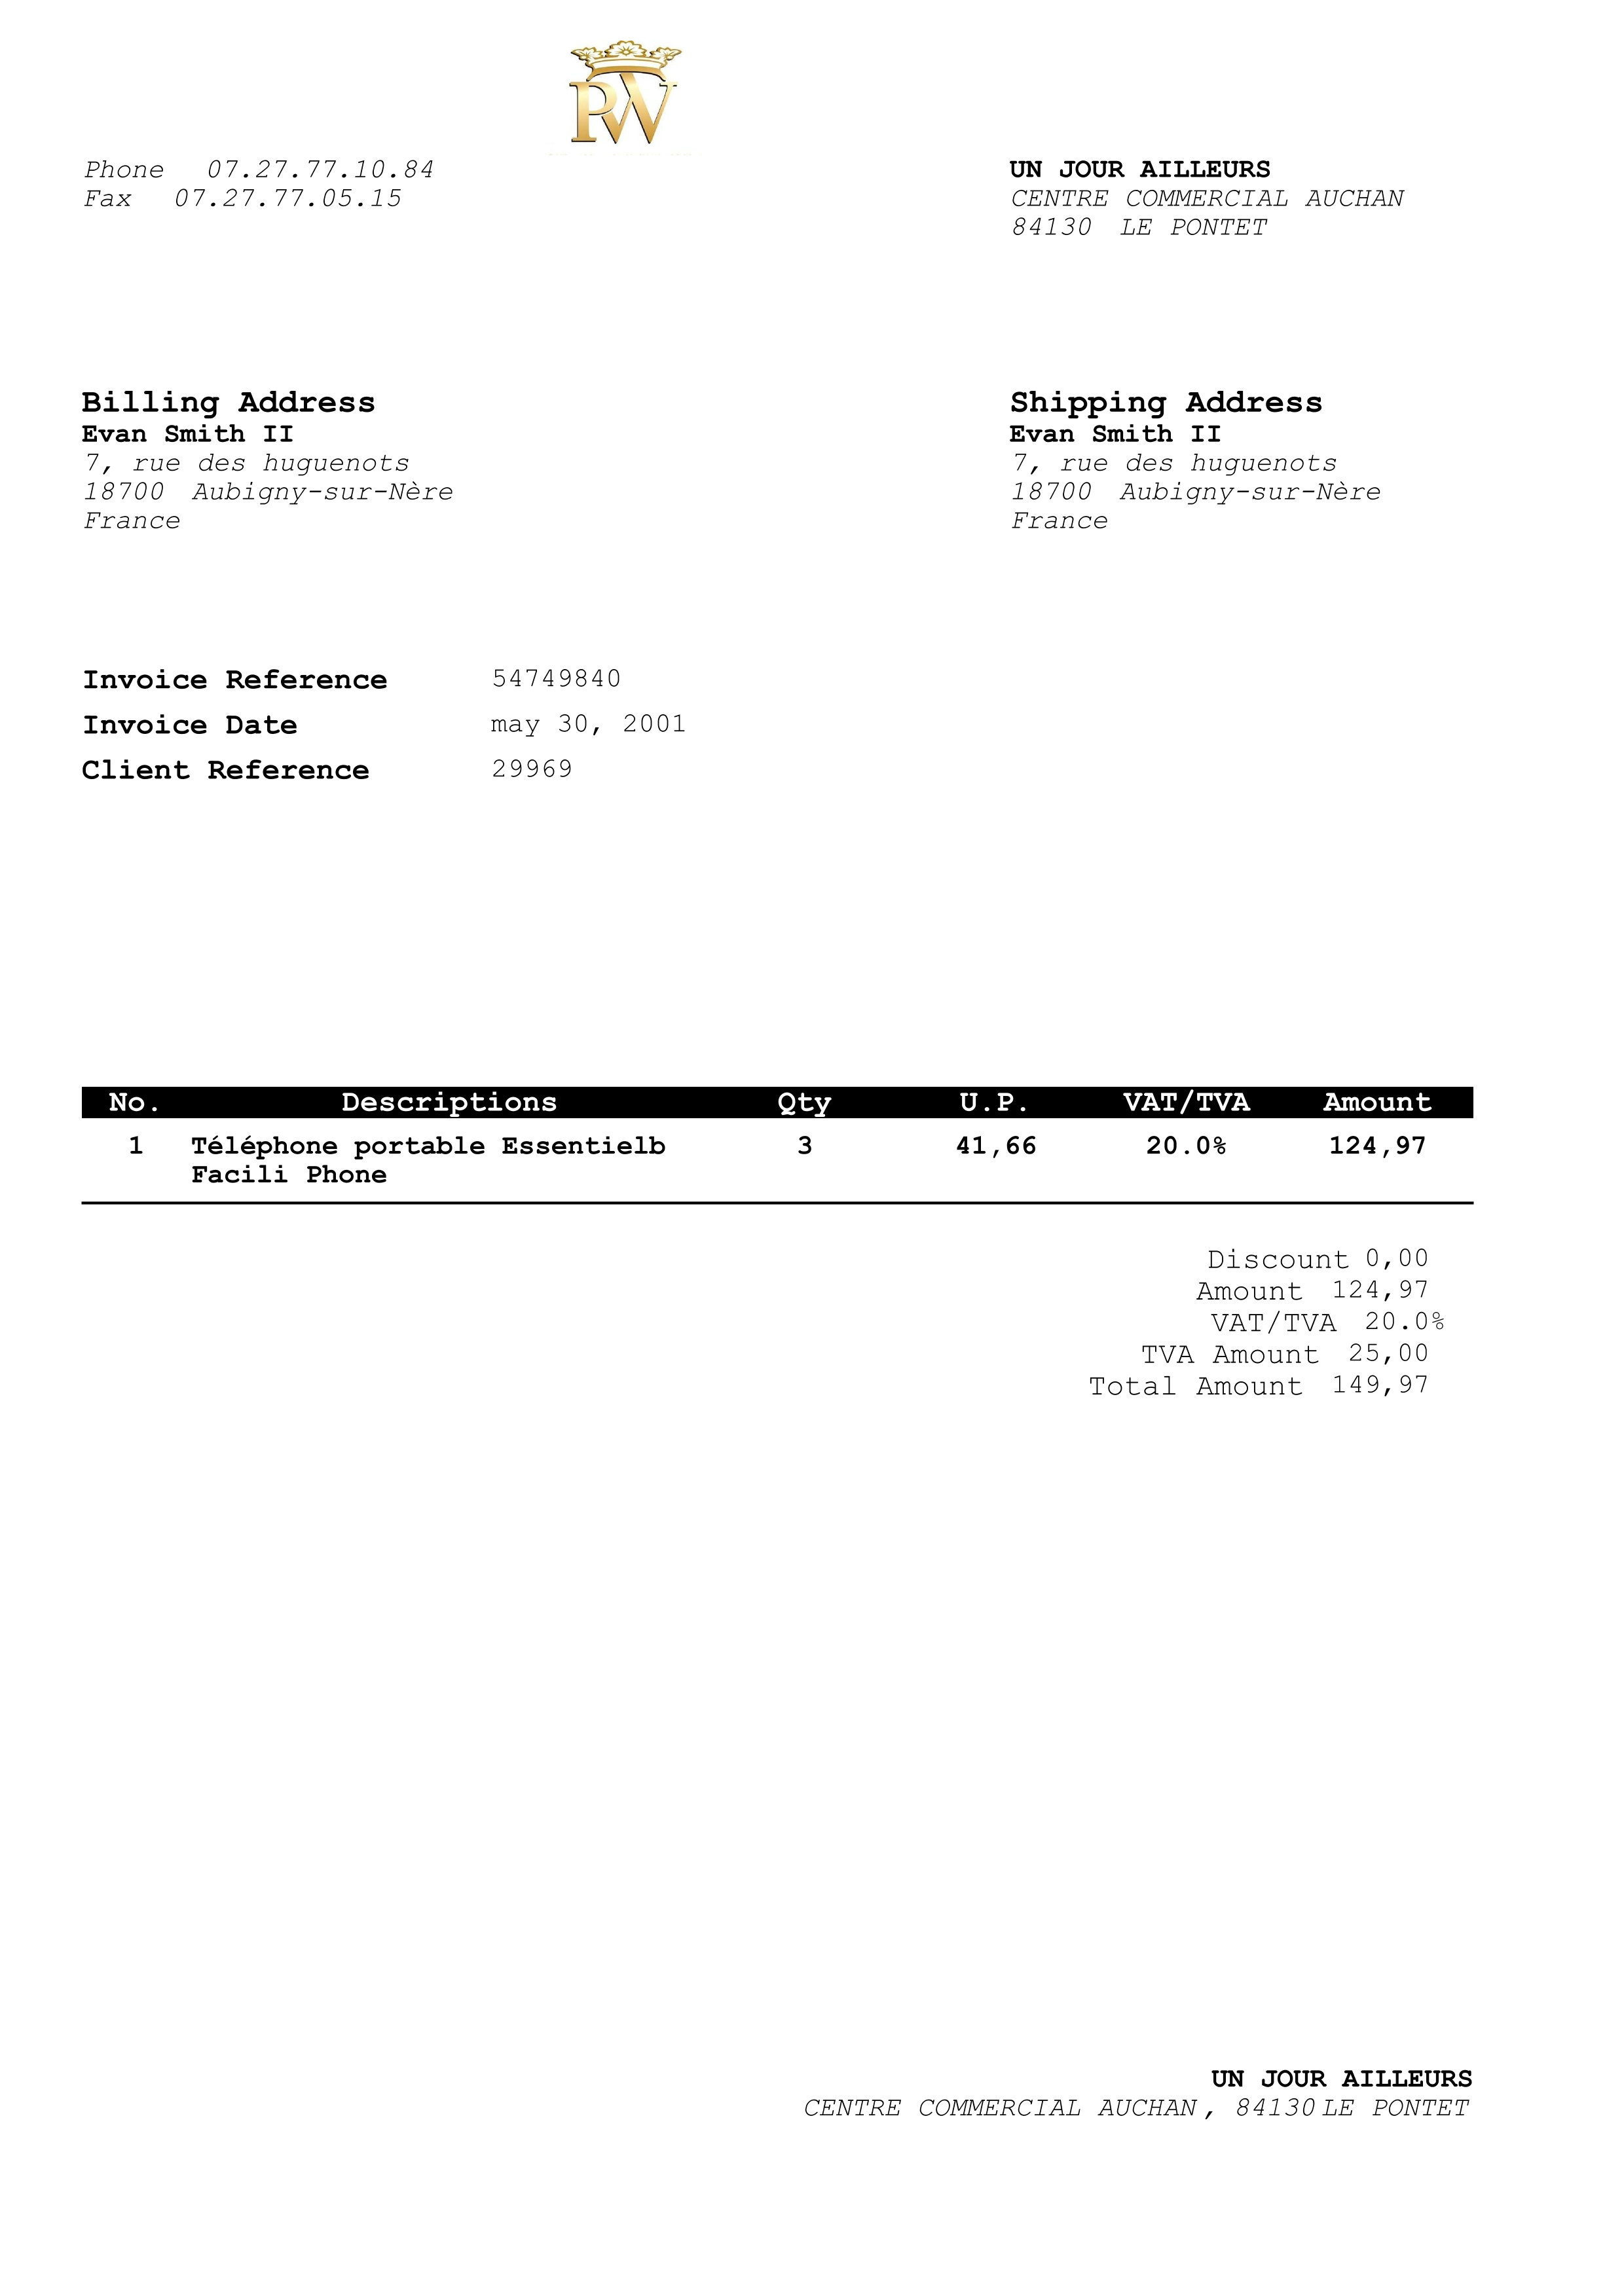 RW
Phone 07.27.77.10.84
Fax 07.27.77.05.15
UN JOUR AILLEURS
CENTRE COMMERCIAL AUCHAN
84130 LE PONTET
Billing Address
Evan Smith II
7, rue des huguenots
18700 Aubigny-sur-Nère
France
Shipping Address
Evan Smith II
7, rue des huguenots
18700 Aubigny-sur-Nère
France
Invoice Reference 54749840
Invoice Date may 30, 2001
Client Reference 29969
No. Descriptions Qty U.P. VAT/TVA Amount
1 Téléphone portable Essentielb 3 41,66 20.0% 124,97
Facili Phone
Discount 0,00
Amount 124,97
VAT/TVA 20.0%
TVA Amount 25,00
Total Amount 149,97
UN JOUR AILLEURS
CENTRE COMMERCIAL AUCHAN , 84130 LE PONTET